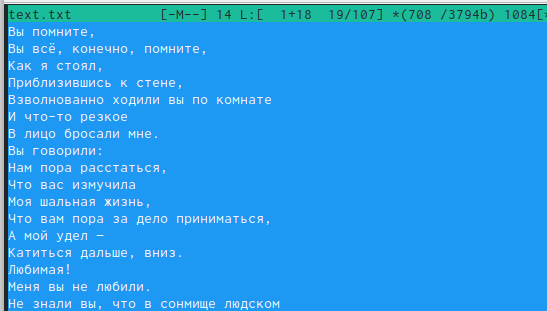 text.txt [-M--] 14 L:[ 1+18 19/107] *(708 /3794b) 1084[*
Вы помните,
Вы всё, конечно, помните,
Как я стоял,
Приблизившись к стене,
Взволнованно ходили вы по комнате
И что-то резкое
В лицо бросали мне.
Вы говорили:
Нам пора расстаться,
Что вас измучила
Моя шальная жизнь,
Что вам пора за дело приниматься,
А мой удел –
Катиться дальше, вниз.
Любимая!
Меня вы не любили.
Не знали вы, что в сонмище людском